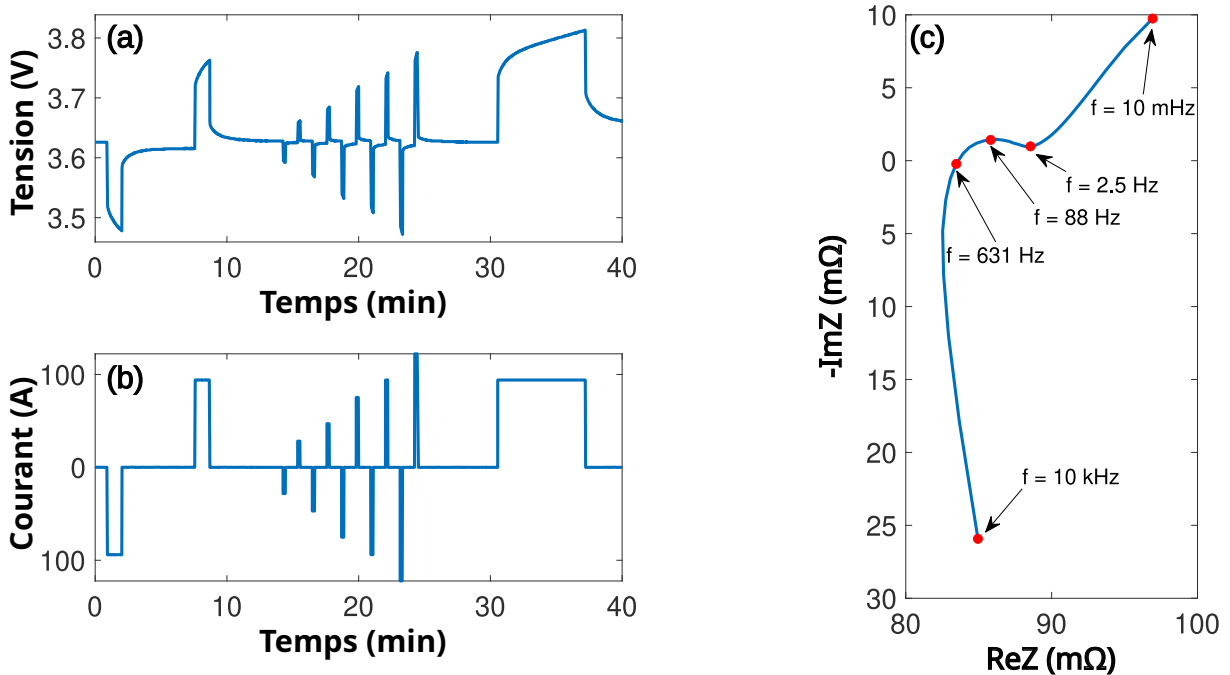 (a)
Tension (V)
3.8
3.7
3.6
3.5
0 10 20 30 40
Temps (min)
(b)
Courant (A)
100
0
100
0 10 20 30 40
Temps (min)
(c)
-ImZ (mΩ)
10
5
0
5
10
15
20
25
30
f = 10 mHz
f = 2.5 Hz
f = 88 Hz
f = 631 Hz
f = 10 kHz
80 90 100
ReZ (mΩ)